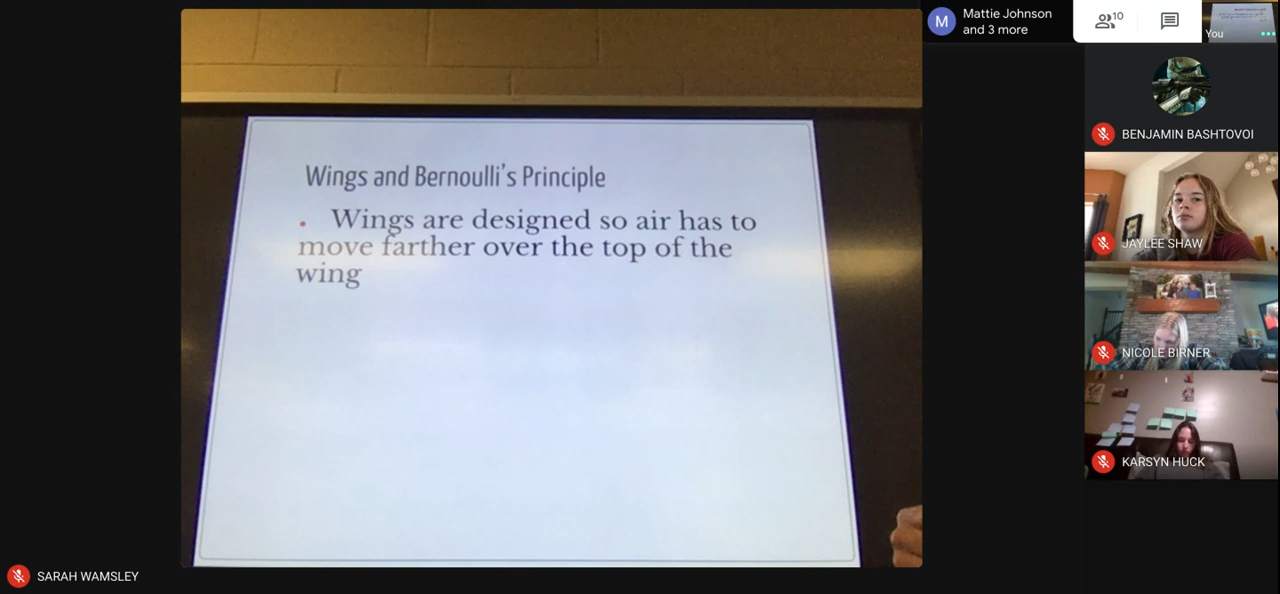 Mattie Johnson
and 3 more
10
You
BENJAMIN BASHTOVOI
Wings and Bernoulli's Principle
• Wings are designed so air has to
move farther over the top of the
wing
JAYLEE SHAW
NICOLE BIRNER
KARSYN HUCK
SARAH WAMSLEY